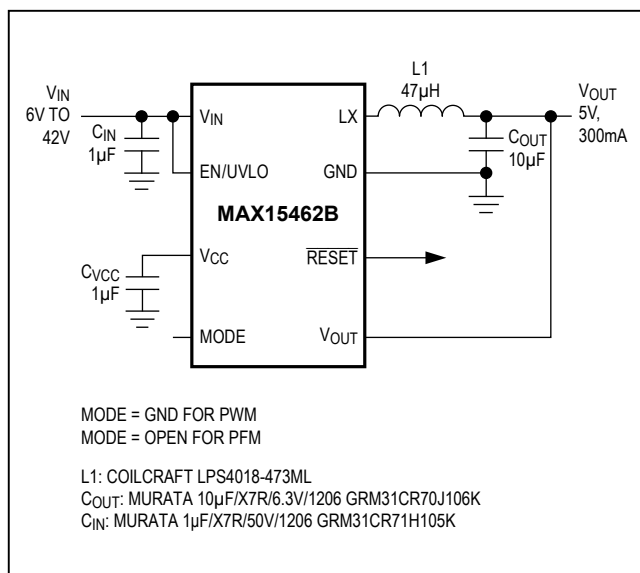 L1
47µH
VIN
6V TO
42V
CIN
1µF
VIN
LX
VOUT
5V,
300mA
COUT
10µF
EN/UVLO
GND
MAX15462B
CVCC
1µF
VCC
RESET
MODE
VOUT
MODE = GND FOR PWM
MODE = OPEN FOR PFM
L1: COILCRAFT LPS4018-473ML
COUT: MURATA 10µF/X7R/6.3V/1206 GRM31CR70J106K
CIN: MURATA 1µF/X7R/50V/1206 GRM31CR71H105K